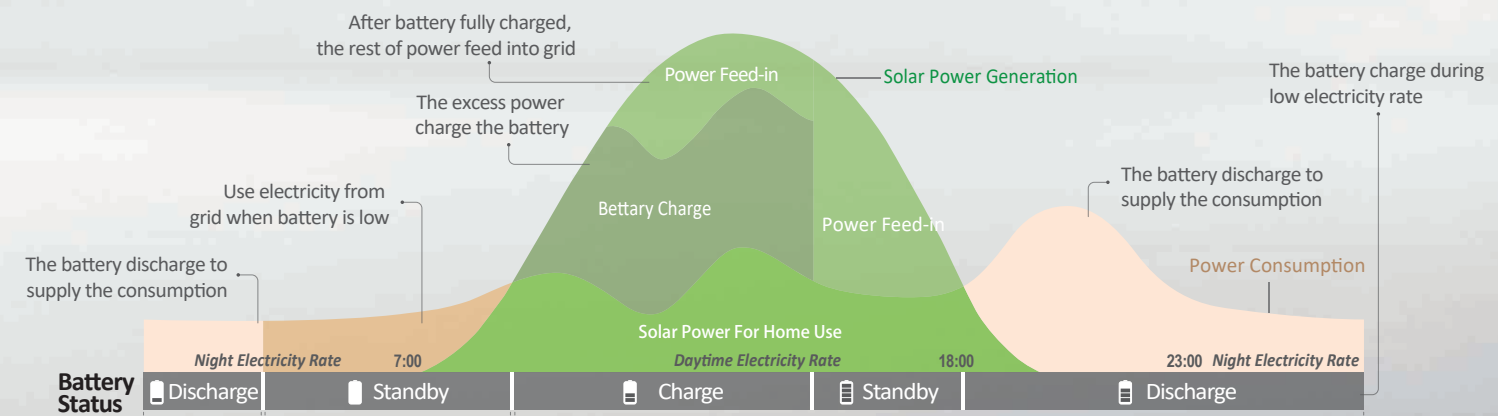 After battery fully charged,
the rest of power feed into grid
Power Feed-in
Solar Power Generation
The battery charge during
low electricity rate
The excess power
charge the battery
Use electricity from
grid when battery is low
Bettary Charge
Power Feed-in
The battery discharge to
supply the consumption
The battery discharge to
supply the consumption
Power Consumption
Solar Power For Home Use
Night Electricity Rate 7:00 Daytime Electricity Rate 18:00 23:00 Night Electricity Rate
Battery
Status
Discharge Standby Charge Standby Discharge